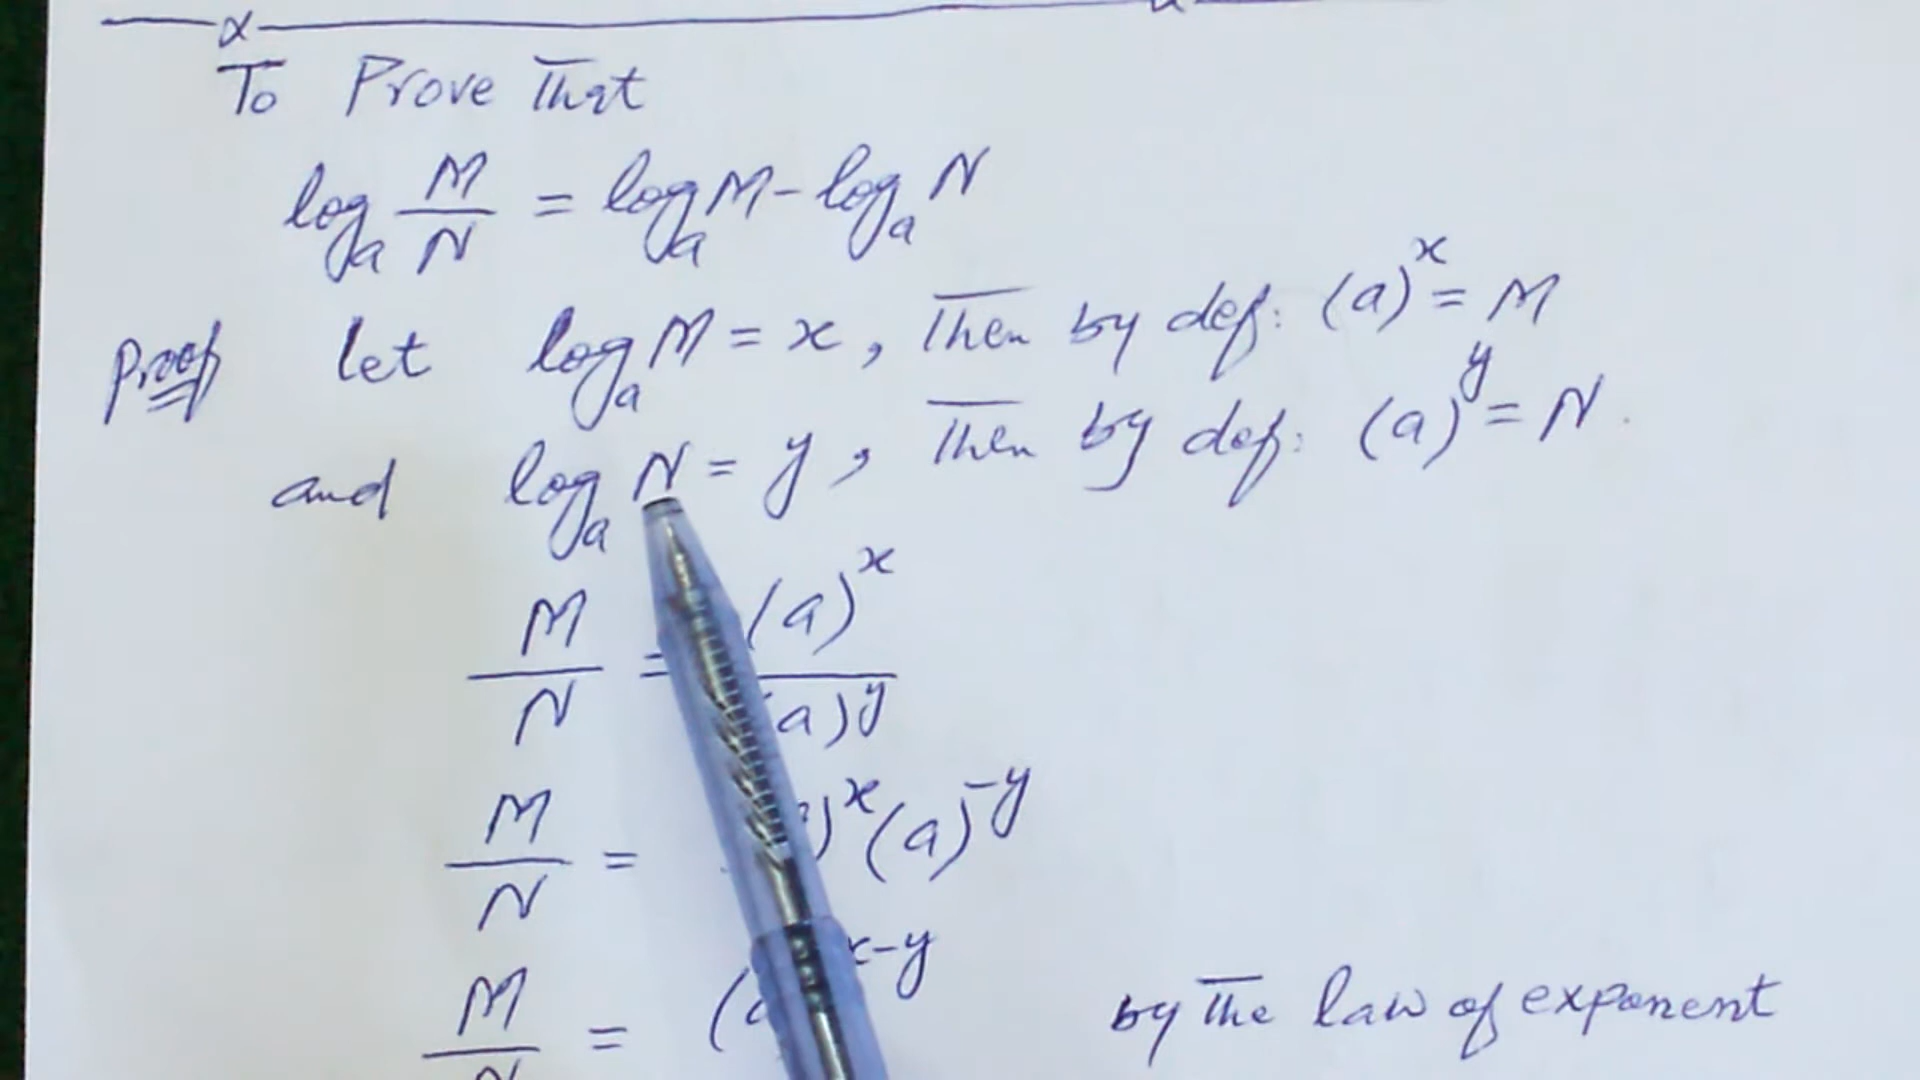 To Prove That
log_a M/N = log_a M - log_a N
Proof let log_a M = x, Then by def: (a)^x = M
and log_a N = y, Then by def: (a)^y = N.
M/N = (a)^x / (a)^y
M/N = )^x (a)^-y
M/N = ( x-y by The law of exponent